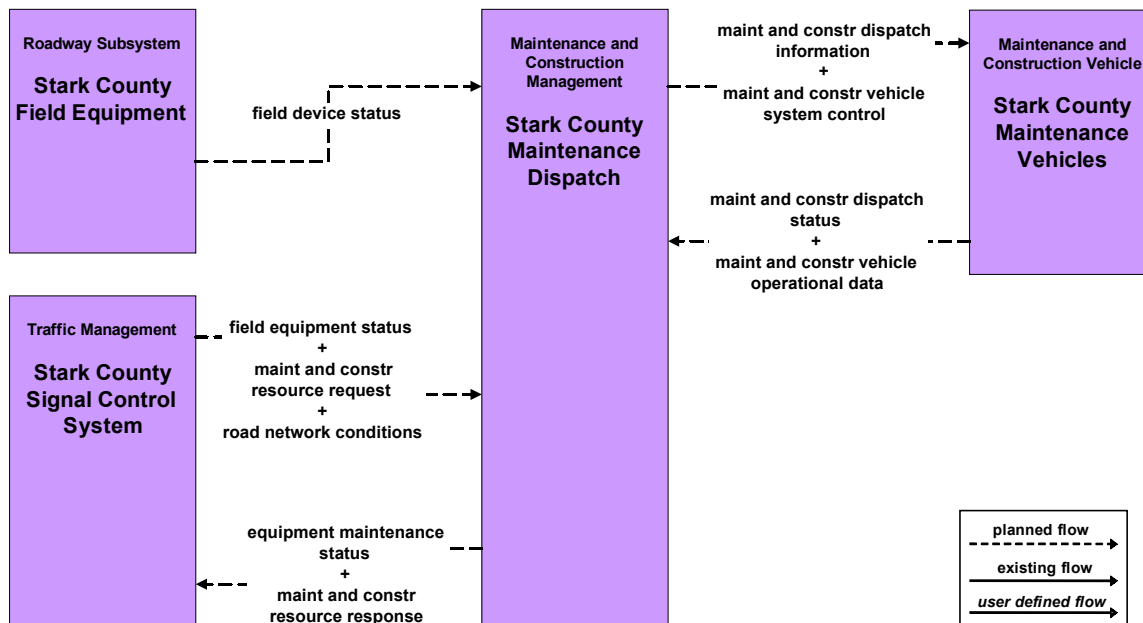 Roadway Subsystem
Stark County
Field Equipment
field device status
Maintenance and
Construction
Management
Stark County
Maintenance
Dispatch
maint and constr dispatch
information
+
maint and constr vehicle
system control
Maintenance and
Construction Vehicle
Stark County
Maintenance
Vehicles
maint and constr dispatch
status
+
maint and constr vehicle
operational data
Traffic Management
Stark County
Signal Control
System
field equipment status
+
maint and constr
resource request
+
road network conditions
equipment maintenance
status
+
maint and constr
resource response
planned flow
existing flow
user defined flow